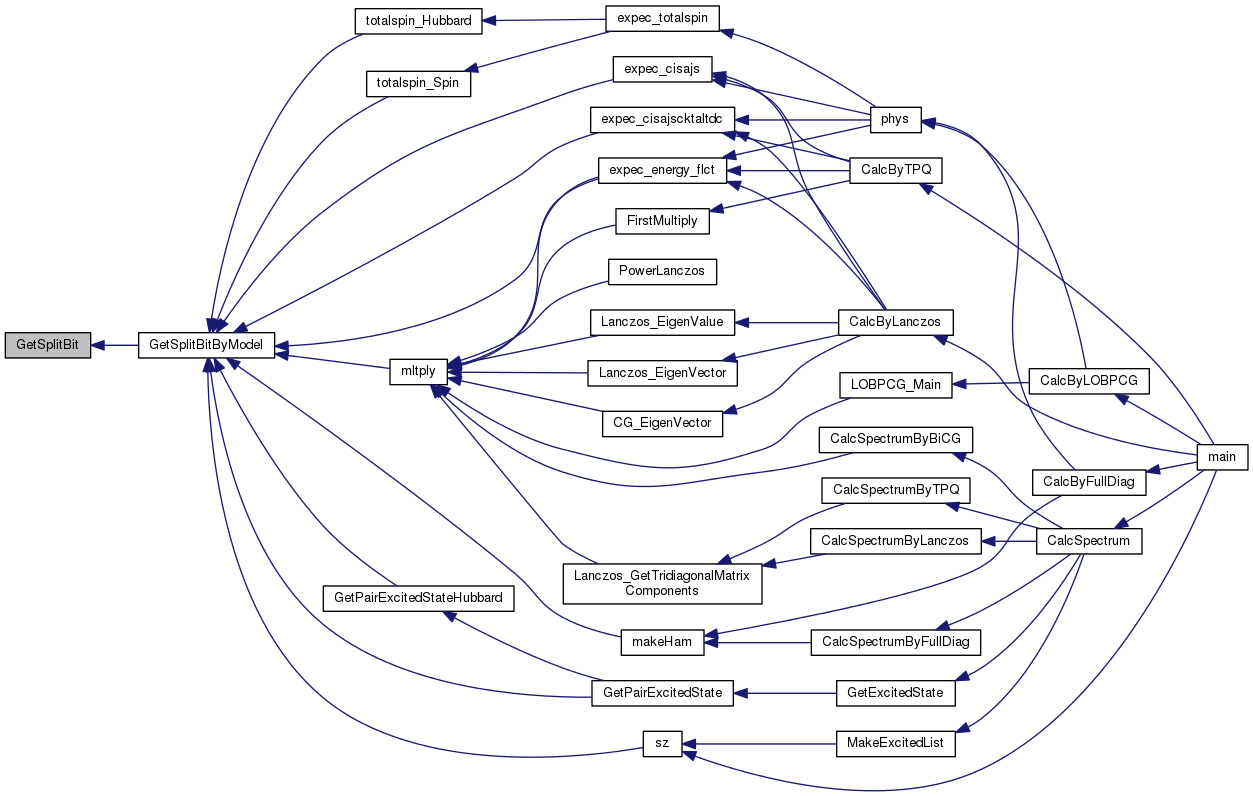 totalspin_Hubbard
expec_totalspin
totalspin_Spin
expec_cisajs
expec_cisajscktaltdc
phys
expec_energy_flct
CalcByTPQ
FirstMultiply
PowerLanczos
GetSplitBit
GetSplitBitByModel
Lanczos_EigenValue
CalcByLanczos
mltply
Lanczos_EigenVector
LOBPCG_Main
CalcByLOBPCG
CG_EigenVector
CalcSpectrumByBiCG
main
CalcSpectrumByTPQ
CalcByFullDiag
CalcSpectrumByLanczos
CalcSpectrum
Lanczos_GetTridiagonalMatrix
Components
GetPairExcitedStateHubbard
makeHam
CalcSpectrumByFullDiag
GetPairExcitedState
GetExcitedState
sz
MakeExcitedList